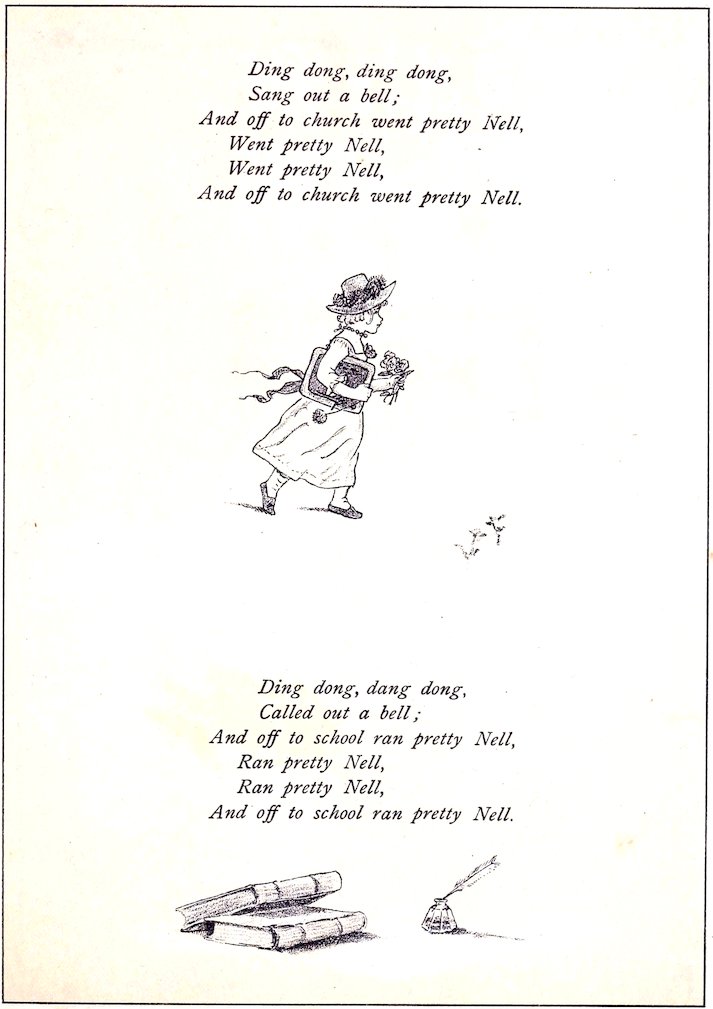 Ding dong, ding dong,
Sang out a bell;
And off to church went pretty Nell,
Went pretty Nell,
Went pretty Nell,
And off to church went pretty Nell.
Ding dong, dang dong,
Called out a bell;
And off to school ran pretty Nell,
Ran pretty Nell,
Ran pretty Nell,
And off to school ran pretty Nell.